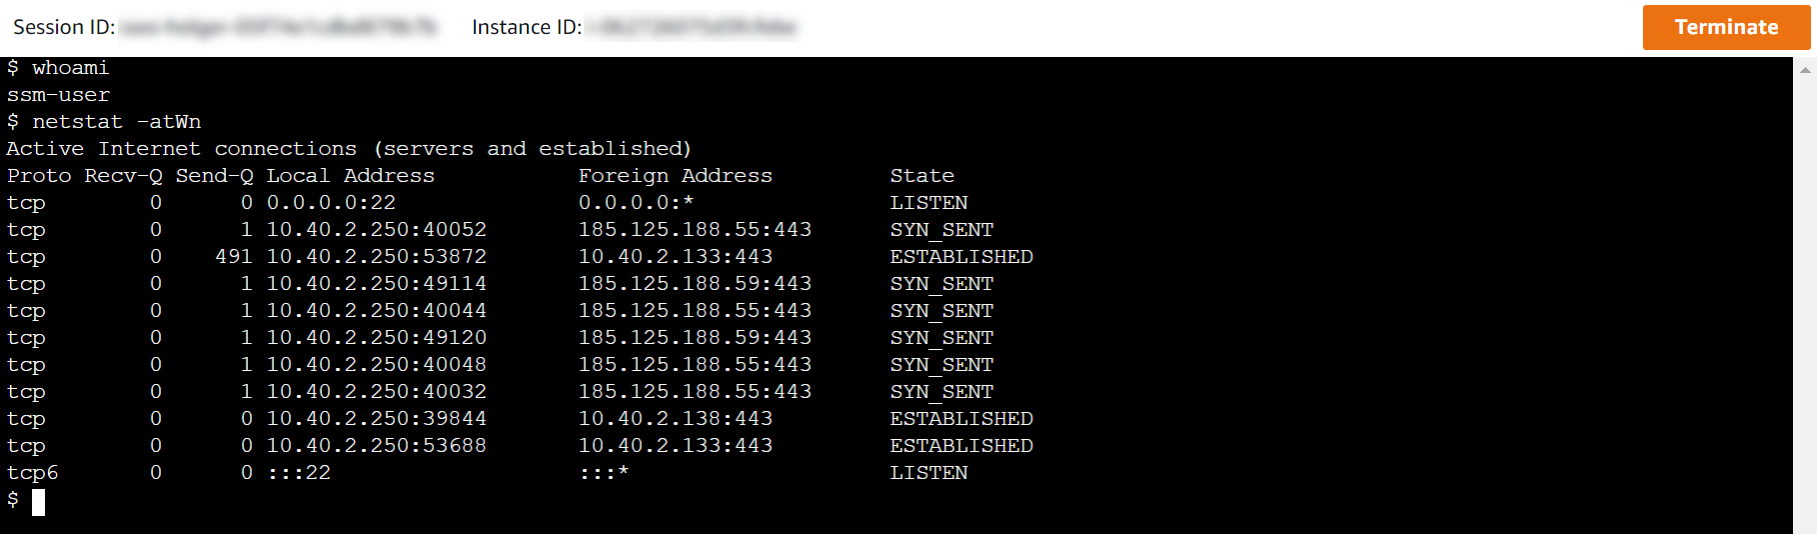 Session ID: Instance ID: Terminate
$ whoami
ssm-user
$ netstat -atWn
Active Internet connections (servers and established)
Proto Recv-Q Send-Q Local Address Foreign Address State
tcp 0 0 0.0.0.0:22 0.0.0.0:* LISTEN
tcp 0 1 10.40.2.250:40052 185.125.188.55:443 SYN_SENT
tcp 0 491 10.40.2.250:53872 10.40.2.133:443 ESTABLISHED
tcp 0 1 10.40.2.250:49114 185.125.188.59:443 SYN_SENT
tcp 0 1 10.40.2.250:40044 185.125.188.55:443 SYN_SENT
tcp 0 1 10.40.2.250:49120 185.125.188.59:443 SYN_SENT
tcp 0 1 10.40.2.250:40048 185.125.188.55:443 SYN_SENT
tcp 0 1 10.40.2.250:40032 185.125.188.55:443 SYN_SENT
tcp 0 0 10.40.2.250:39844 10.40.2.138:443 ESTABLISHED
tcp 0 0 10.40.2.250:53688 10.40.2.133:443 ESTABLISHED
tcp6 0 0 :::22 :::* LISTEN
$